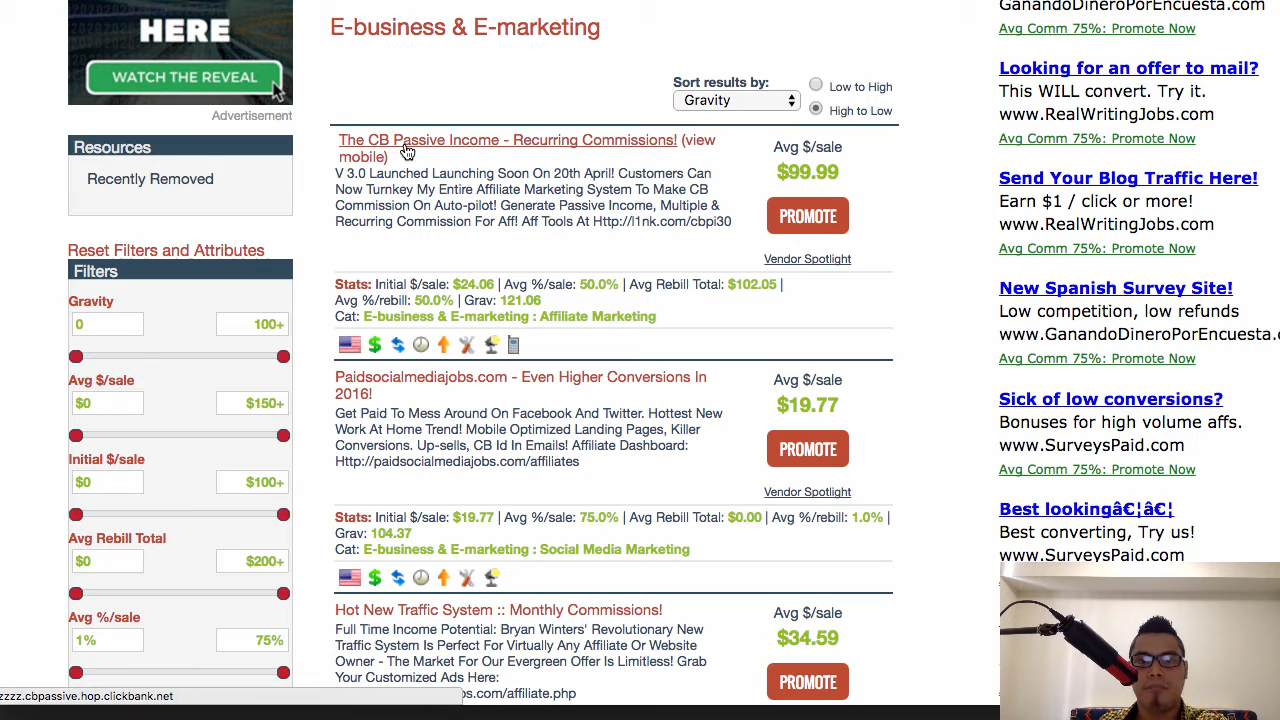 HERE
WATCH THE REVEAL
Advertisement
Resources
Recently Removed
Reset Filters and Attributes
Filters
Gravity
0
100+
Avg $/sale
$0
$150+
Initial $/sale
$0
$100+
Avg Rebill Total
$0
$200+
Avg %/sale
1%
75%
zzzz.cbpassive.hop.clickbank.net
E-business & E-marketing
Sort results by:
Gravity
Low to High
High to Low
The CB Passive Income - Recurring Commissions! (view
mobile)
V 3.0 Launched Launching Soon On 20th April! Customers Can
Now Turnkey My Entire Affiliate Marketing System To Make CB
Commission On Auto-pilot! Generate Passive Income, Multiple &
Recurring Commission For Aff! Aff Tools At Http://l1nk.com/cbpi30
Avg $/sale
$99.99
PROMOTE
Vendor Spotlight
Stats: Initial $/sale: $24.06 | Avg %/sale: 50.0% | Avg Rebill Total: $102.05 |
Avg %/rebill: 50.0% | Grav: 121.06
Cat: E-business & E-marketing : Affiliate Marketing
Paidsocialmediajobs.com - Even Higher Conversions In
2016!
Get Paid To Mess Around On Facebook And Twitter. Hottest New
Work At Home Trend! Mobile Optimized Landing Pages, Killer
Conversions. Up-sells, CB Id In Emails! Affiliate Dashboard:
Http://paidsocialmediajobs.com/affiliates
Avg $/sale
$19.77
PROMOTE
Vendor Spotlight
Stats: Initial $/sale: $19.77 | Avg %/sale: 75.0% | Avg Rebill Total: $0.00 | Avg %/rebill: 1.0% |
Grav: 104.37
Cat: E-business & E-marketing : Social Media Marketing
Hot New Traffic System :: Monthly Commissions!
Full Time Income Potential: Bryan Winters' Revolutionary New
Traffic System Is Perfect For Virtually Any Affiliate Or Website
Owner - The Market For Our Evergreen Offer Is Limitless! Grab
Your Customized Ads Here:
bs.com/affiliate.php
Avg $/sale
$34.59
PROMOTE
GanandoDineroPorEncuesta.com
Avg Comm 75%: Promote Now
Looking for an offer to mail?
This WILL convert. Try it.
www.RealWritingJobs.com
Avg Comm 75%: Promote Now
Send Your Blog Traffic Here!
Earn $1 / click or more!
www.RealWritingJobs.com
Avg Comm 75%: Promote Now
New Spanish Survey Site!
Low competition, low refunds
www.GanandoDineroPorEncuesta.c
Avg Comm 75%: Promote Now
Sick of low conversions?
Bonuses for high volume affs.
www.SurveysPaid.com
Avg Comm 75%: Promote Now
Best lookingâ€¦â€¦
Best converting, Try us!
www.SurveysPaid.com